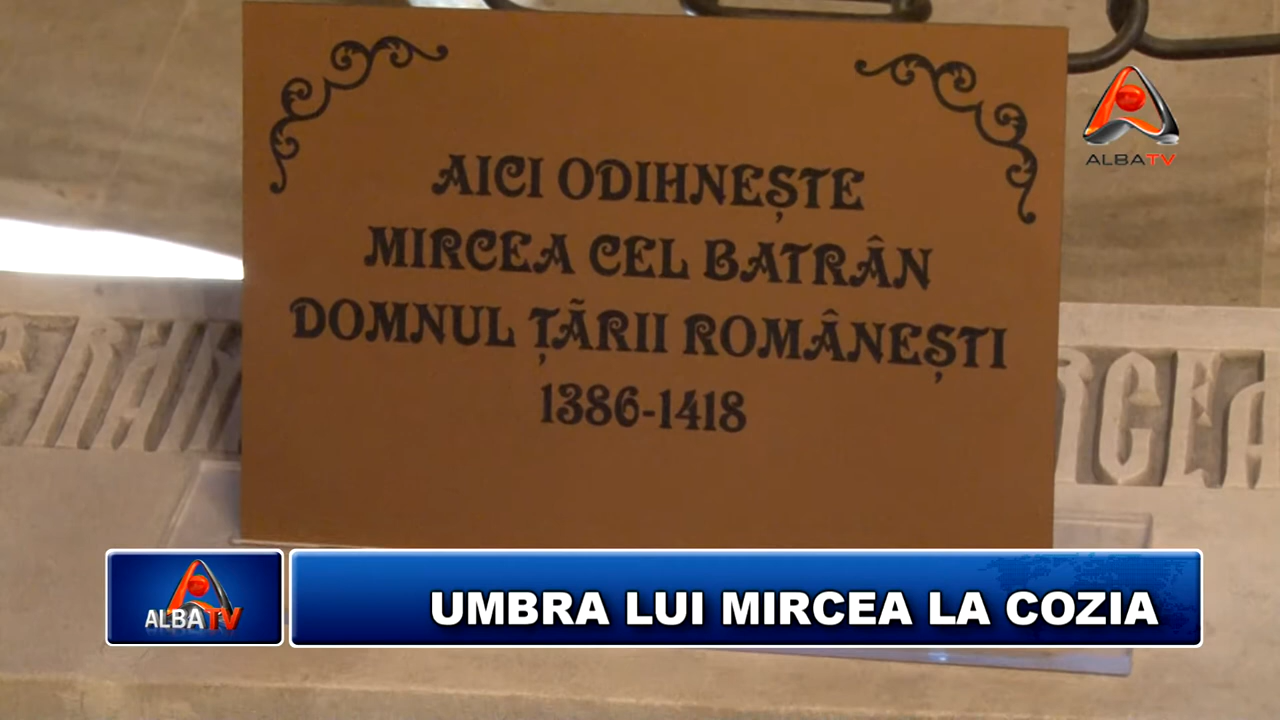 AICI ODIHNEȘTE
MIRCEA CEL BATRÂN
DOMNUL ȚĂRII ROMÂNEȘTI
1386-1418
ALBATV
ALBATV
UMBRA LUI MIRCEA LA COZIA